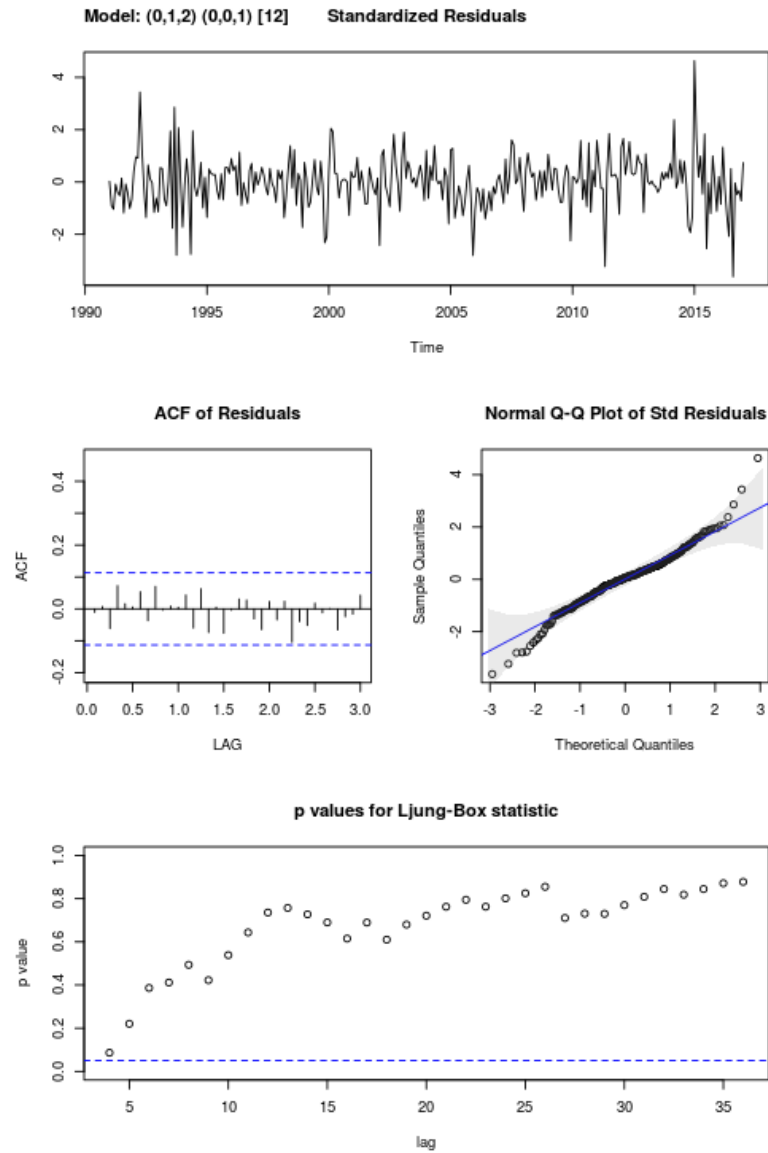 Model: (0,1,2) (0,0,1) [12] Standardized Residuals
4
2
0
-2
1990 1995 2000 2005 2010 2015
Time
ACF of Residuals
ACF
0.4
0.2
0.0
-0.2
0.0 0.5 1.0 1.5 2.0 2.5 3.0
LAG
Normal Q-Q Plot of Std Residuals
Sample Quantiles
4
2
0
-2
-3 -2 -1 0 1 2 3
Theoretical Quantiles
p values for Ljung-Box statistic
p value
1.0
0.8
0.6
0.4
0.2
0.0
5 10 15 20 25 30 35
lag